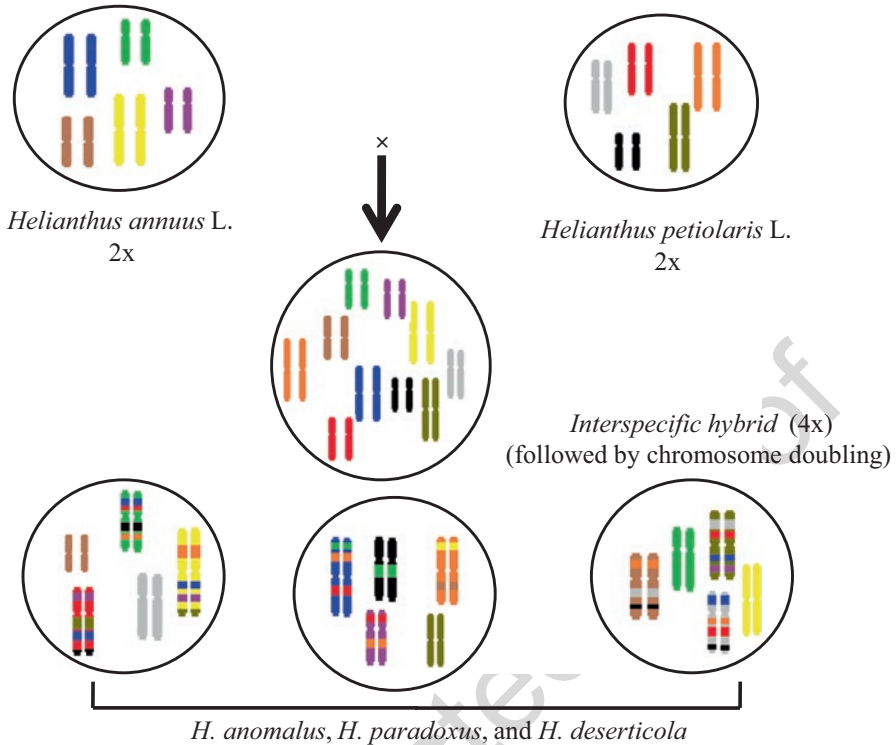 ×
Helianthus annuus L.
2x
Helianthus petiolaris L.
2x
Interspecific hybrid (4x)
(followed by chromosome doubling)
H. anomalus, H. paradoxus, and H. deserticola